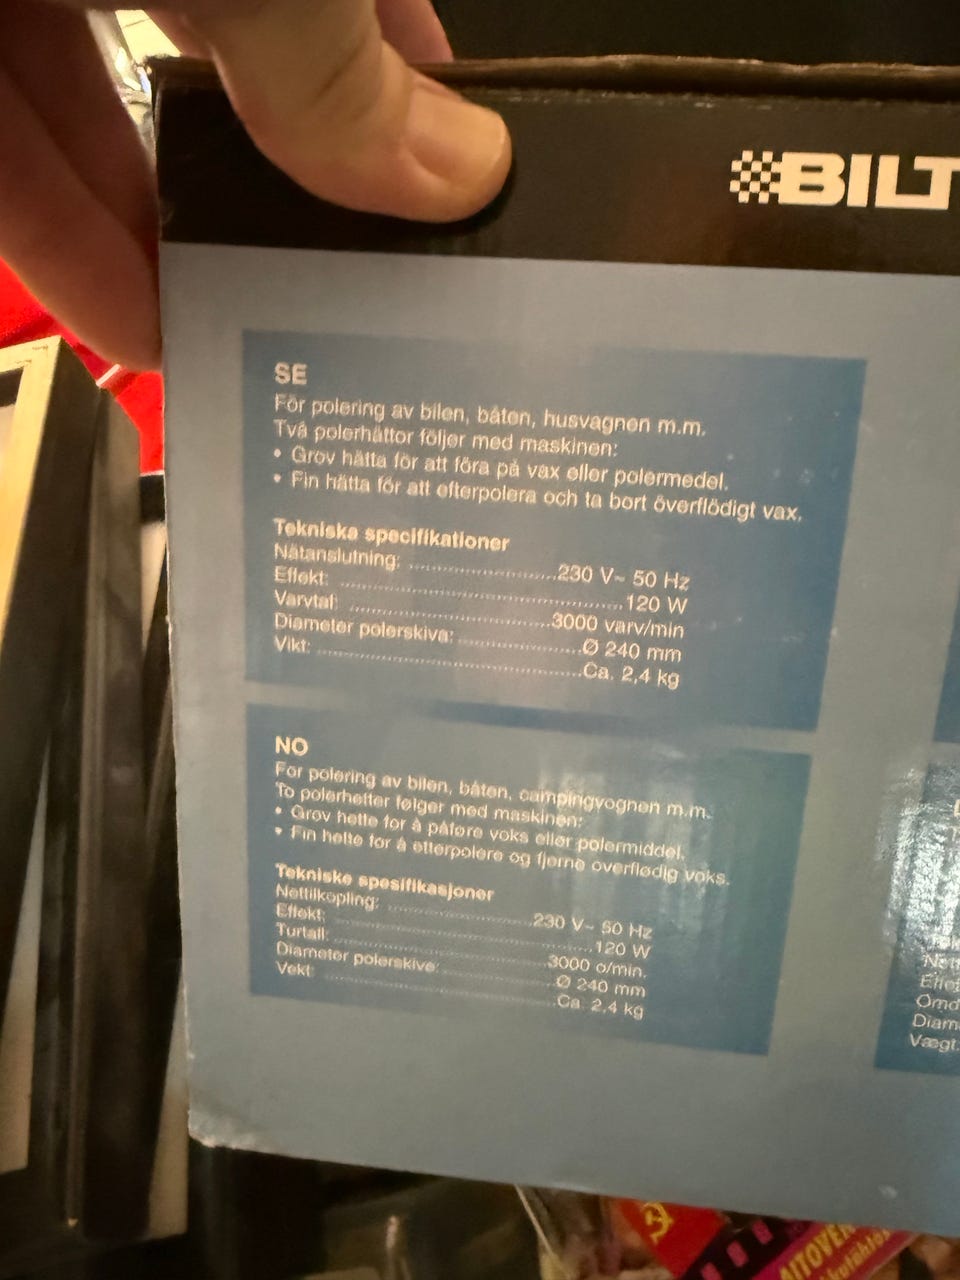 BILT
SE
För polering av bilen, båten, husvagnen m.m.
Två polerhättor följer med maskinen:
• Grov hätta för att föra på vax eller polermedel.
• Fin hätta för att efterpolera och ta bort överflödigt vax.
Tekniska specifikationer
Nätanslutning: 230 V~ 50 Hz
Effekt: 120 W
Varvtal: 3000 varv/min
Diameter polerskiva: Ø 240 mm
Vikt: Ca. 2,4 kg
NO
For polering av bilen, båten, campingvognen m.m.
To polerhetter følger med maskinen:
• Grov hette for å påføre voks eller polermiddel.
• Fin hette for å etterpolere og fjerne overflødig voks.
Tekniske spesifikasjoner
Nettilkopling: 230 V~ 50 Hz
Effekt: 120 W
Turtall: 3000 o/min.
Diameter polerskive: Ø 240 mm
Vekt: Ca. 2,4 kg
Nett
Effe
Omd
Diam
Vægt: